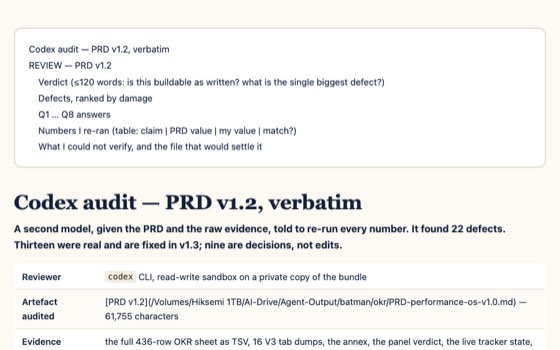 Codex audit — PRD v1.2, verbatim
REVIEW — PRD v1.2
Verdict (≤120 words: is this buildable as written? what is the single biggest defect?)
Defects, ranked by damage
Q1 … Q8 answers
Numbers I re-ran (table: claim | PRD value | my value | match?)
What I could not verify, and the file that would settle it
Codex audit — PRD v1.2, verbatim
A second model, given the PRD and the raw evidence, told to re-run every number. It found 22 defects.
Thirteen were real and are fixed in v1.3; nine are decisions, not edits.
Reviewer codex CLI, read-write sandbox on a private copy of the bundle
Artefact audited [PRD v1.2](/Volumes/Hiksemi 1TB/AI-Drive/Agent-Output/batman/okr/PRD-performance-os-v1.0.md) —
61,755 characters
Evidence the full 436-row OKR sheet as TSV, 16 V3 tab dumps, the annex, the panel verdict, the live tracker state,